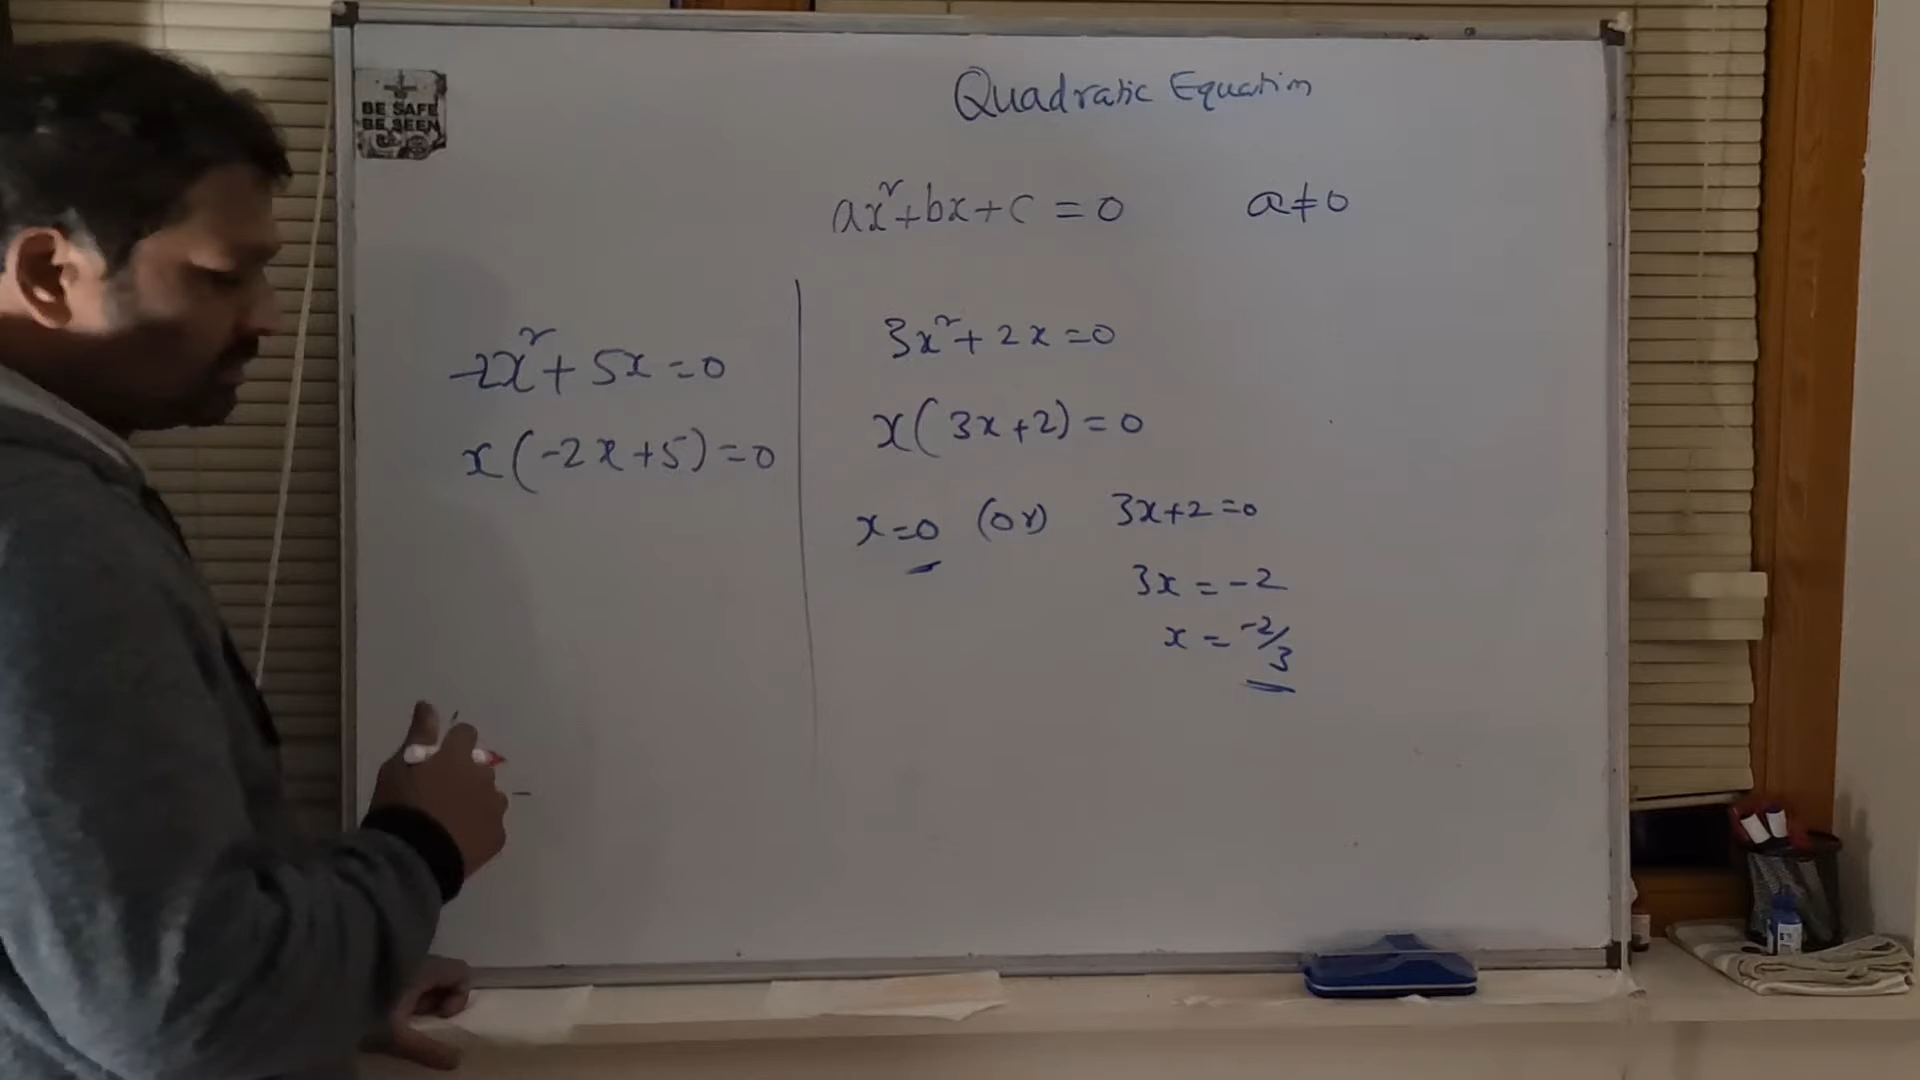 BE SAFE
BE SEEN
Quadratic Equation
ax²+bx+c = 0 a≠0
-2x²+ 5x=0
x(-2x+5)=0
3x²+ 2x=0
x(3x+2)=0
x=0 (or) 3x+2=0
3x = -2
x = -2/3